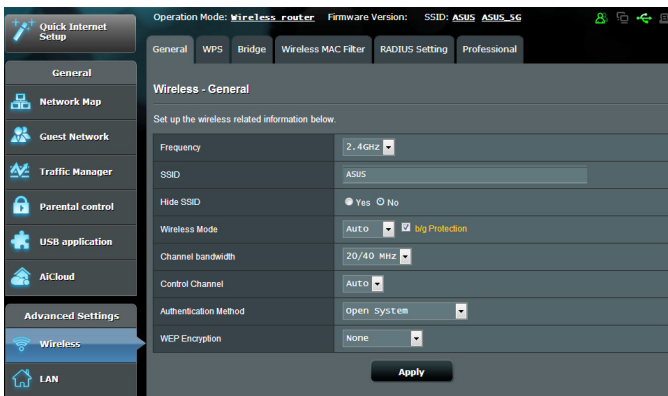 Quick Internet
Setup
General
Network Map
Guest Network
Traffic Manager
Parental control
USB application
AiCloud
Advanced Settings
Wireless
LAN
Operation Mode: Wireless router Firmware Version: SSID: ASUS ASUS_5G
General WPS Bridge Wireless MAC Filter RADIUS Setting Professional
Wireless - General
Set up the wireless related information below.
Frequency 2.4GHz
SSID ASUS
Hide SSID Yes No
Wireless Mode Auto b/g Protection
Channel bandwidth 20/40 MHz
Control Channel Auto
Authentication Method Open System
WEP Encryption None
Apply